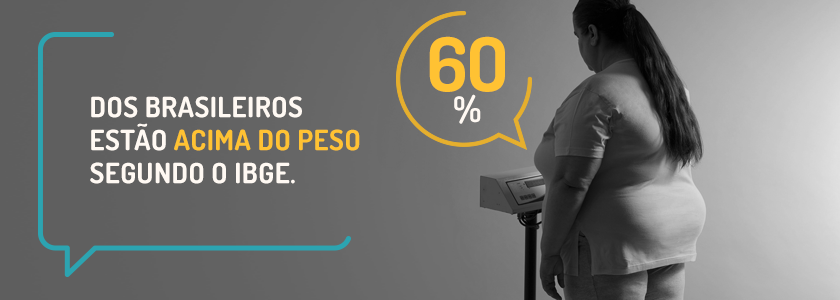 60
%
DOS BRASILEIROS
ESTÃO ACIMA DO PESO
SEGUNDO O IBGE.